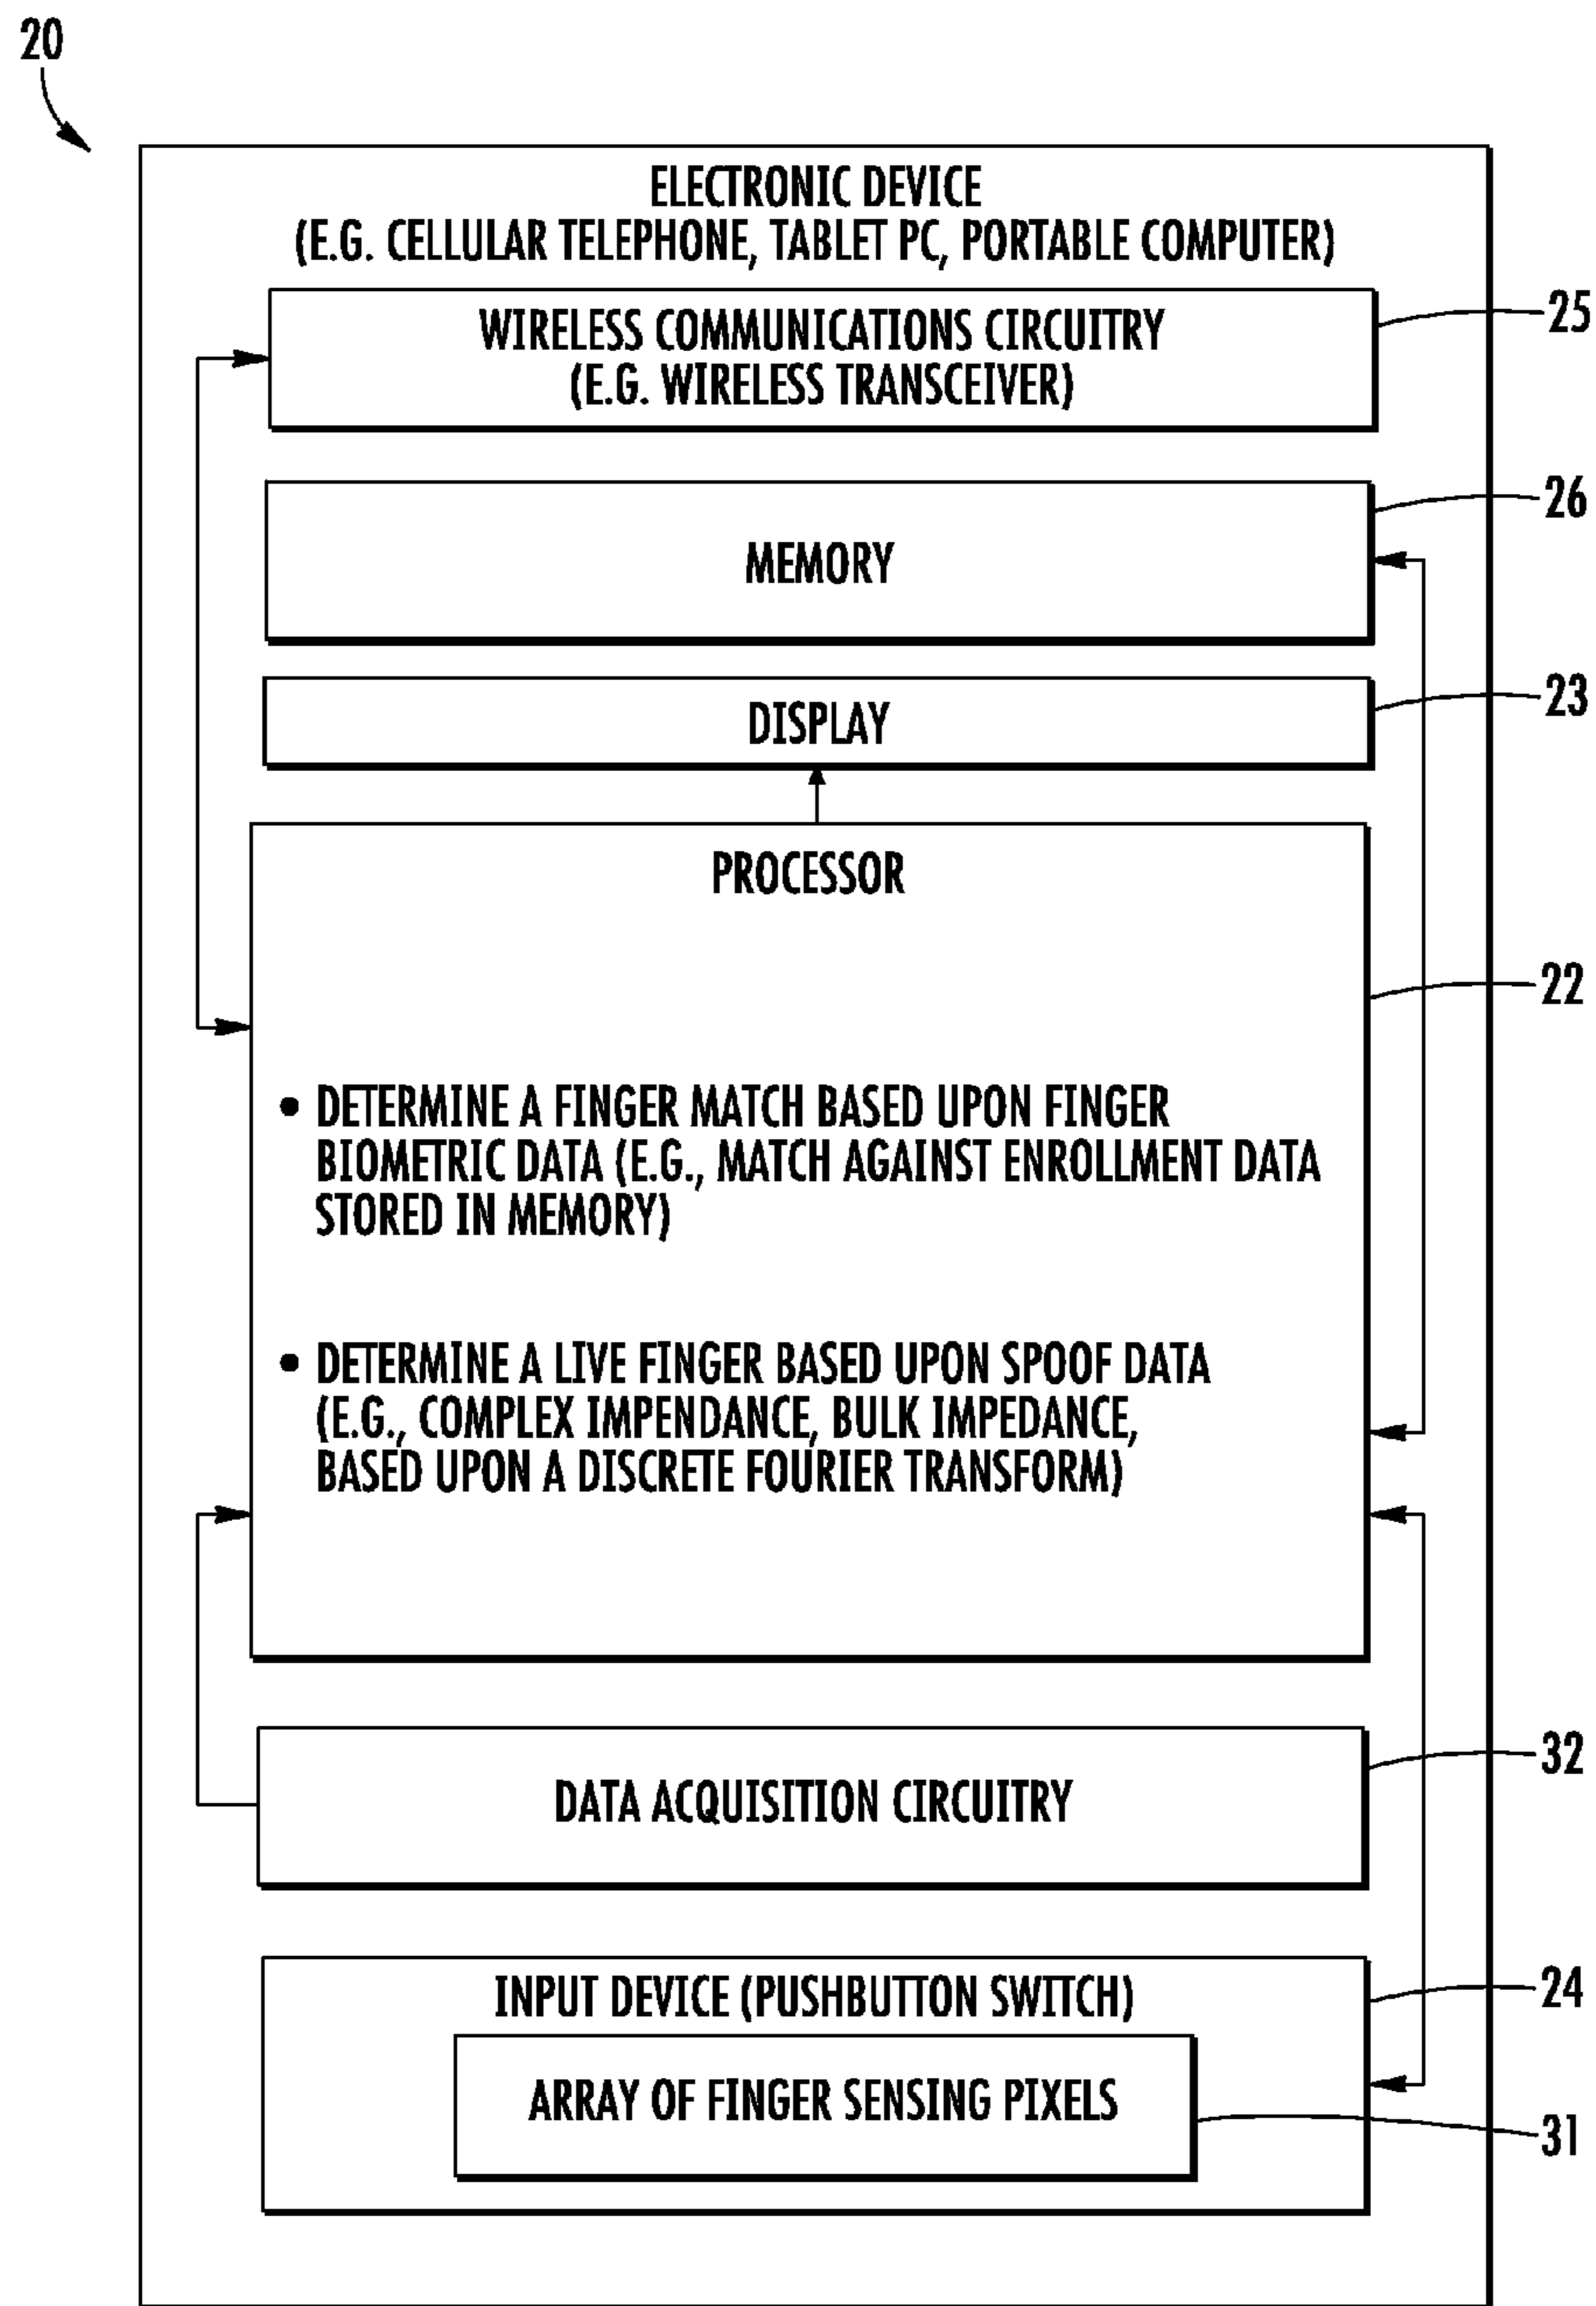 20
ELECTRONIC DEVICE
(E.G. CELLULAR TELEPHONE, TABLET PC, PORTABLE COMPUTER)
WIRELESS COMMUNICATIONS CIRCUITRY
(E.G. WIRELESS TRANSCEIVER)
25
MEMORY
26
DISPLAY
23
PROCESSOR
22
• DETERMINE A FINGER MATCH BASED UPON FINGER
BIOMETRIC DATA (E.G., MATCH AGAINST ENROLLMENT DATA
STORED IN MEMORY)
• DETERMINE A LIVE FINGER BASED UPON SPOOF DATA
(E.G., COMPLEX IMPENDANCE, BULK IMPEDANCE,
BASED UPON A DISCRETE FOURIER TRANSFORM)
DATA ACQUISITION CIRCUITRY
32
INPUT DEVICE (PUSHBUTTON SWITCH)
24
ARRAY OF FINGER SENSING PIXELS
31